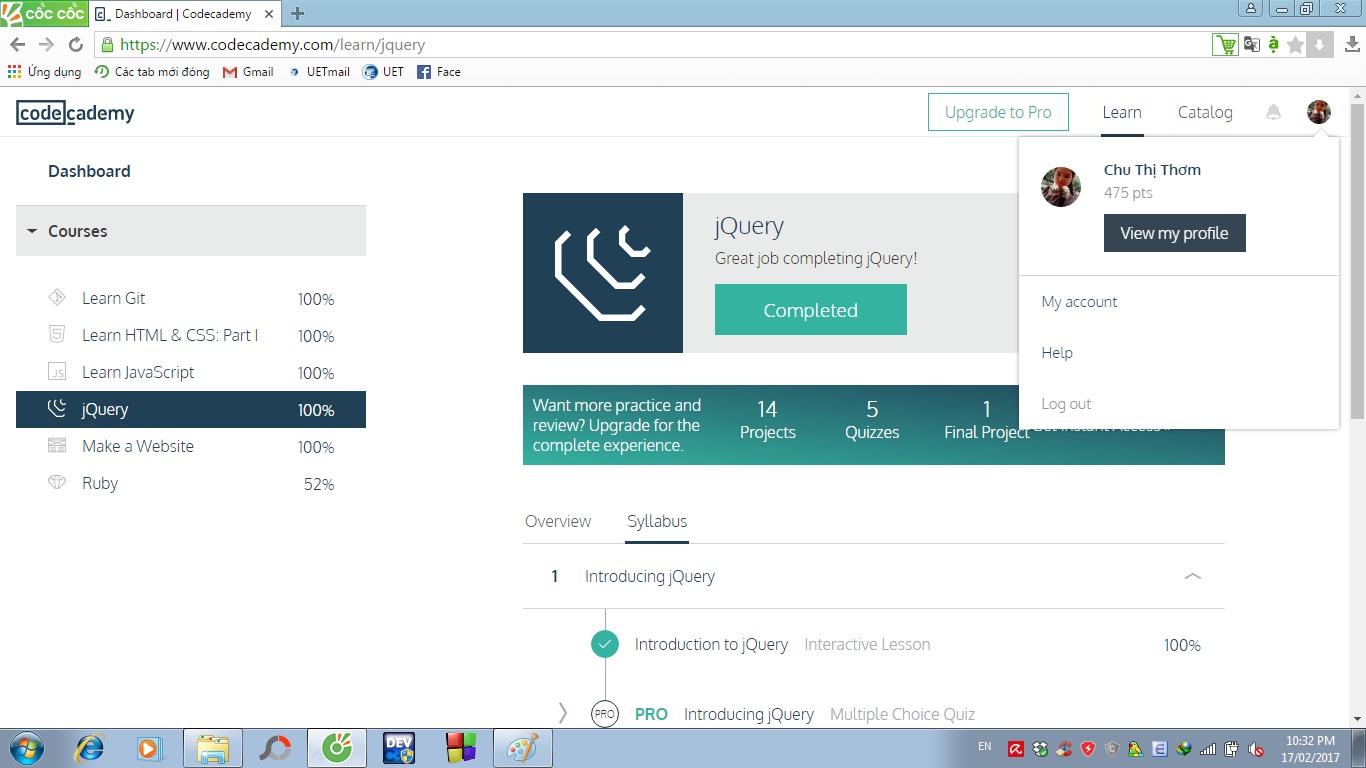 CỐC CỐC
Dashboard | Codecademy
https://www.codecademy.com/learn/jquery
Ứng dụng
Các tab mới đóng
Gmail
UETmail
UET
Face
codecademy
Upgrade to Pro
Learn
Catalog
Chu Thị Thơm
475 pts
View my profile
My account
Help
Log out
Dashboard
Courses
Learn Git 100%
Learn HTML & CSS: Part I 100%
Learn JavaScript 100%
jQuery 100%
Make a Website 100%
Ruby 52%
jQuery
Great job completing jQuery!
Completed
Want more practice and
review? Upgrade for the
complete experience.
14
Projects
5
Quizzes
1
Final Project
Overview
Syllabus
1 Introducing jQuery
Introduction to jQuery Interactive Lesson 100%
PRO PRO Introducing jQuery Multiple Choice Quiz
DEV
EN
10:32 PM
17/02/2017